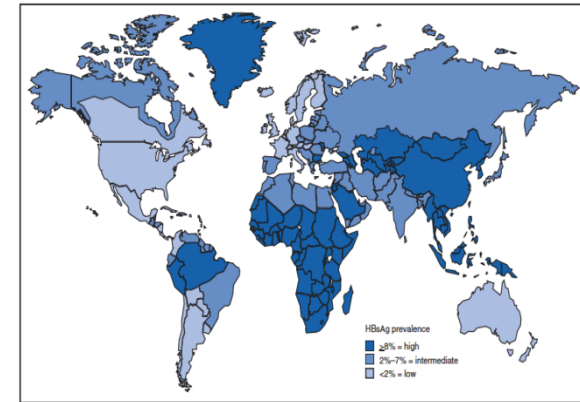 HBsAg prevalence
≥8% = high
2%–7% = intermediate
<2% = low